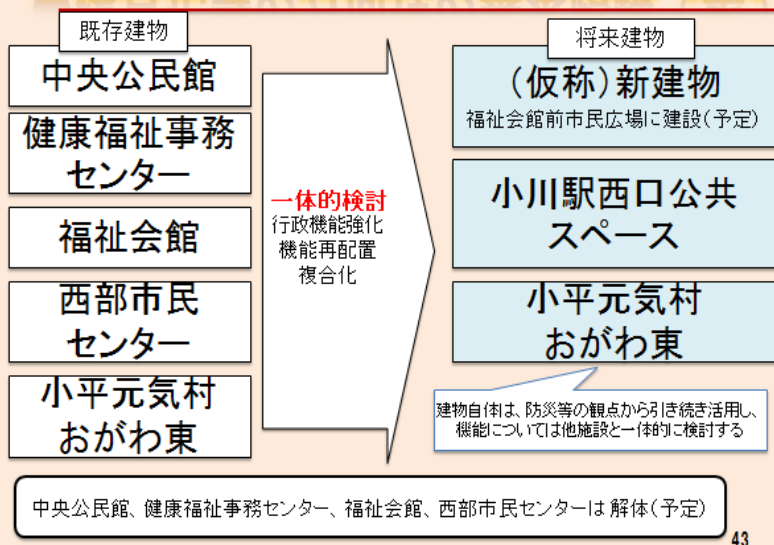 既存建物
中央公民館
健康福祉事務
センター
福祉会館
西部市民
センター
小平元気村
おがわ東
一体的検討
行政機能強化
機能再配置
複合化
将来建物
(仮称)新建物
福祉会館前市民広場に建設(予定)
小川駅西口公共
スペース
小平元気村
おがわ東
建物自体は、防災等の観点から引き続き活用し、
機能については他施設と一体的に検討する
中央公民館、健康福祉事務センター、福祉会館、西部市民センターは解体(予定)
43